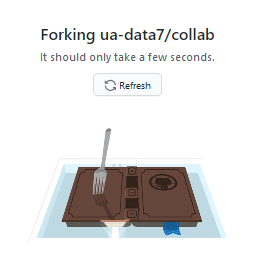 Forking ua-data7/collab
It should only take a few seconds.
Refresh